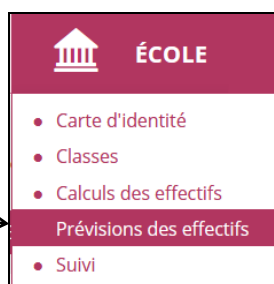 ÉCOLE
Carte d'identité
Classes
Calculs des effectifs
Prévisions des effectifs
Suivi